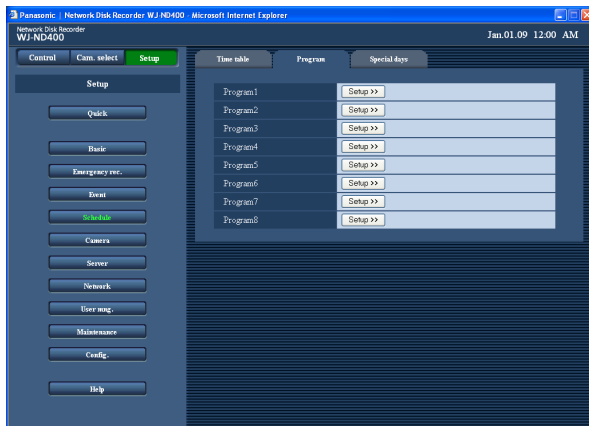 Panasonic | Network Disk Recorder WJ-ND400 - Microsoft Internet Explorer
Network Disk Recorder
WJ-ND400
Jan.01.09 12:00 AM
Control Cam. select Setup
Time table Program Special days
Setup
Quick
Basic
Emergency rec.
Event
Schedule
Camera
Server
Network
User mng.
Maintenance
Config.
Help
Program1 Setup >>
Program2 Setup >>
Program3 Setup >>
Program4 Setup >>
Program5 Setup >>
Program6 Setup >>
Program7 Setup >>
Program8 Setup >>